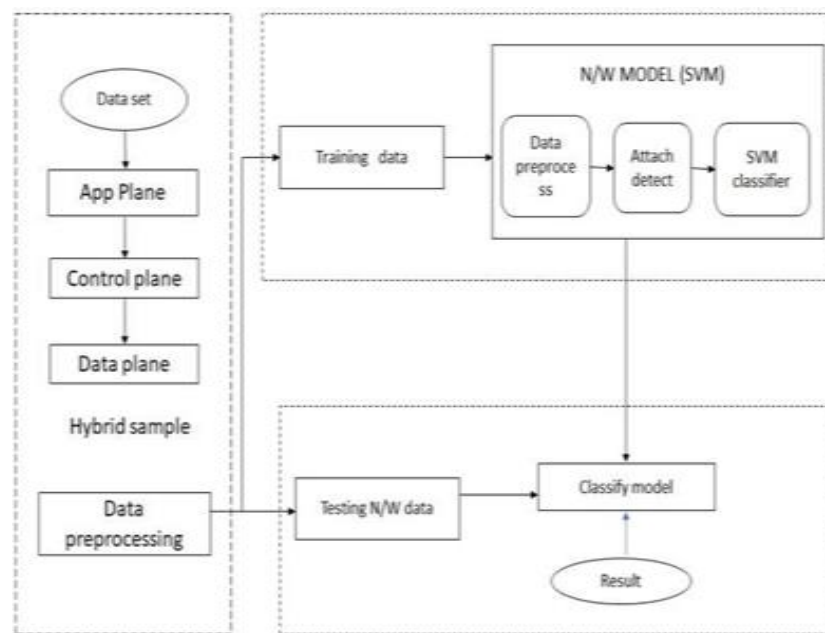 Data set
App Plane
Control plane
Data plane
Hybrid sample
Data
preprocessing
Training data
N/W MODEL (SVM)
Data
preproce
ss
Attach
detect
SVM
classifier
Testing N/W data
Classify model
Result